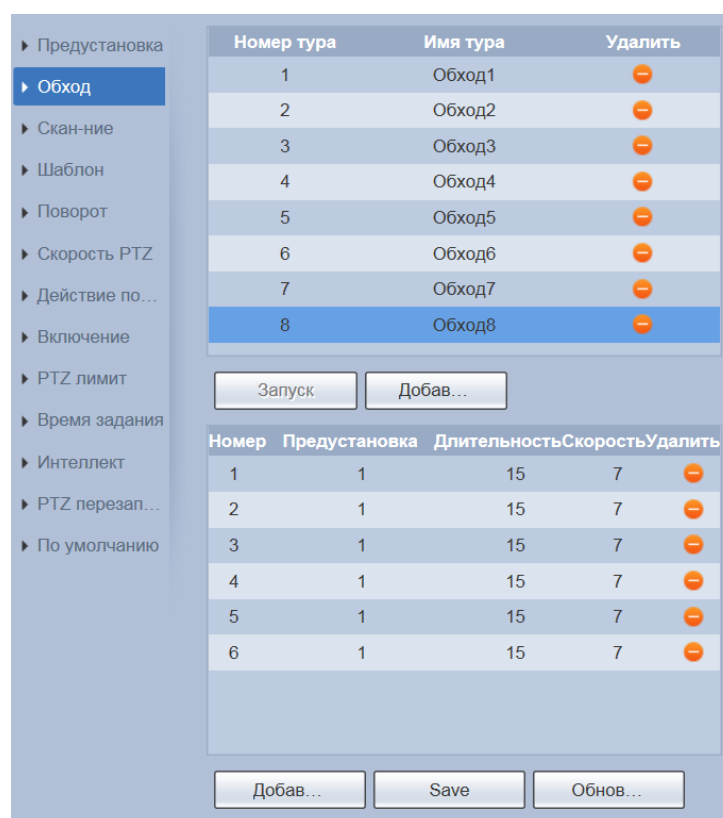 Предустановка
Обход
Скан-ние
Шаблон
Поворот
Скорость PTZ
Действие по…
Включение
PTZ лимит
Время задания
Интеллект
PTZ перезап…
По умолчанию
Номер тура Имя тура Удалить
1 Обход1
2 Обход2
3 Обход3
4 Обход4
5 Обход5
6 Обход6
7 Обход7
8 Обход8
Запуск Добав…
Номер Предустановка Длительность Скорость Удалить
1 1 15 7
2 1 15 7
3 1 15 7
4 1 15 7
5 1 15 7
6 1 15 7
Добав… Save Обнов…